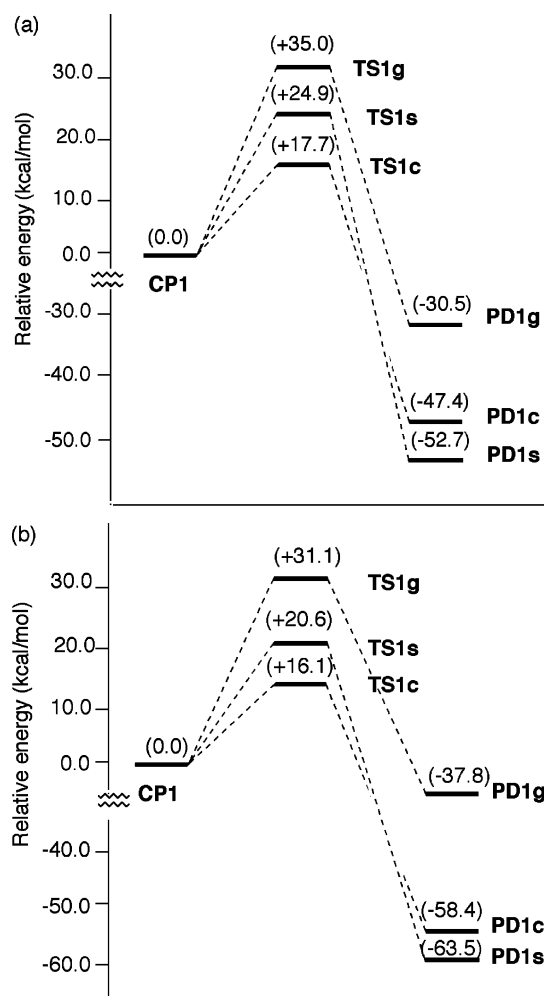 (a)
Relative energy (kcal/mol)
30.0
20.0
10.0
0.0
-30.0
-40.0
-50.0
(+35.0)
TS1g
(+24.9)
TS1s
(+17.7)
TS1c
(0.0)
CP1
(-30.5)
PD1g
(-47.4)
PD1c
(-52.7)
PD1s
(b)
Relative energy (kcal/mol)
30.0
20.0
10.0
0.0
-40.0
-50.0
-60.0
(+31.1)
TS1g
(+20.6)
TS1s
(+16.1)
TS1c
(0.0)
CP1
(-37.8)
PD1g
(-58.4)
PD1c
(-63.5)
PD1s